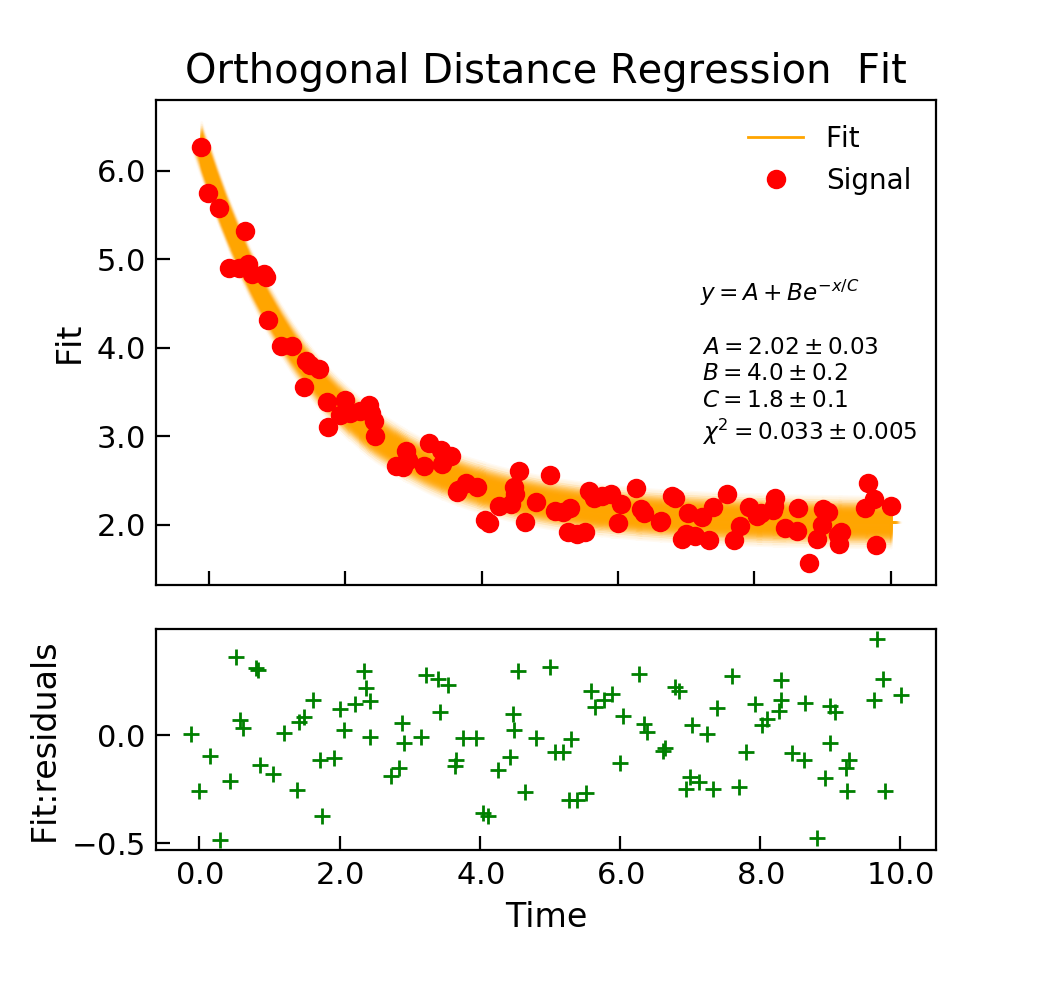 Orthogonal Distance Regression  Fit
Fit
6.0
5.0
4.0
3.0
2.0
Fit
Signal
y = A + Be^{−x/C}
A = 2.02 ± 0.03
B = 4.0 ± 0.2
C = 1.8 ± 0.1
χ² = 0.033 ± 0.005
Fit:residuals
0.0
−0.5
0.0 2.0 4.0 6.0 8.0 10.0
Time